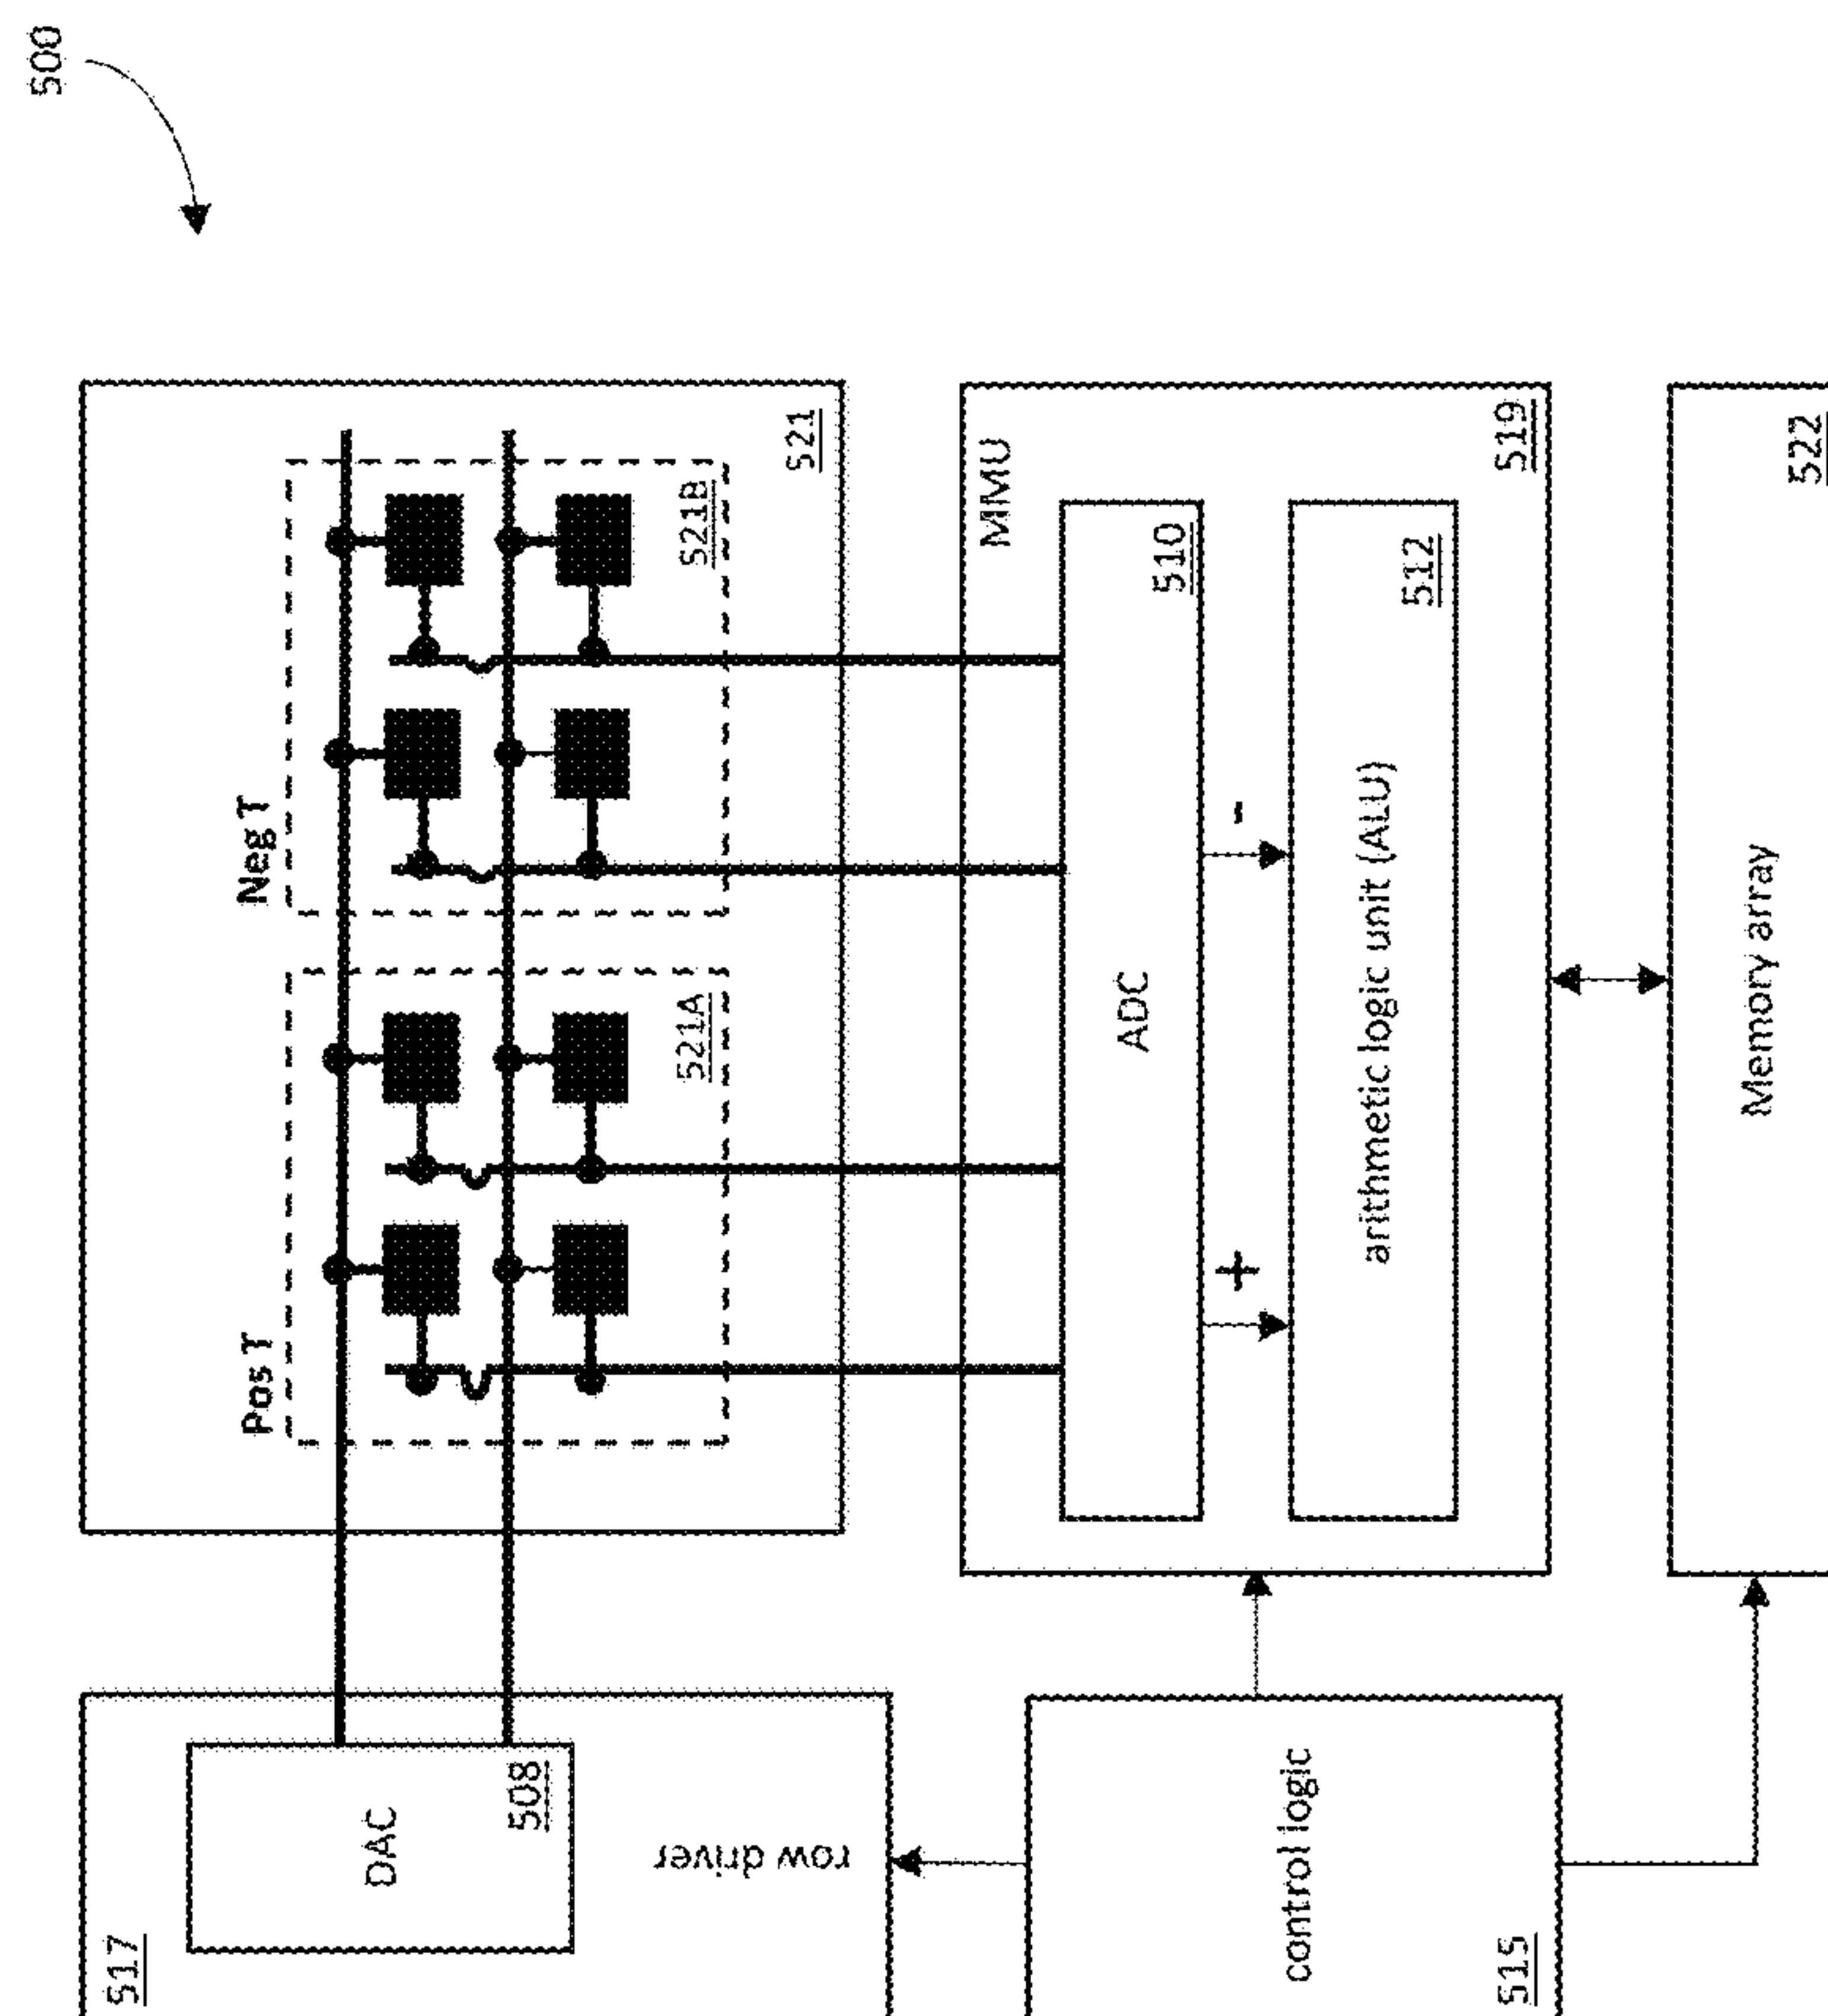 500
517
DAC
508
row driver
Pos T
Neg T
521A
521B
521
515
control logic
MMU
ADC
510
+
-
arithmetic logic unit (ALU)
512
519
Memory array
522